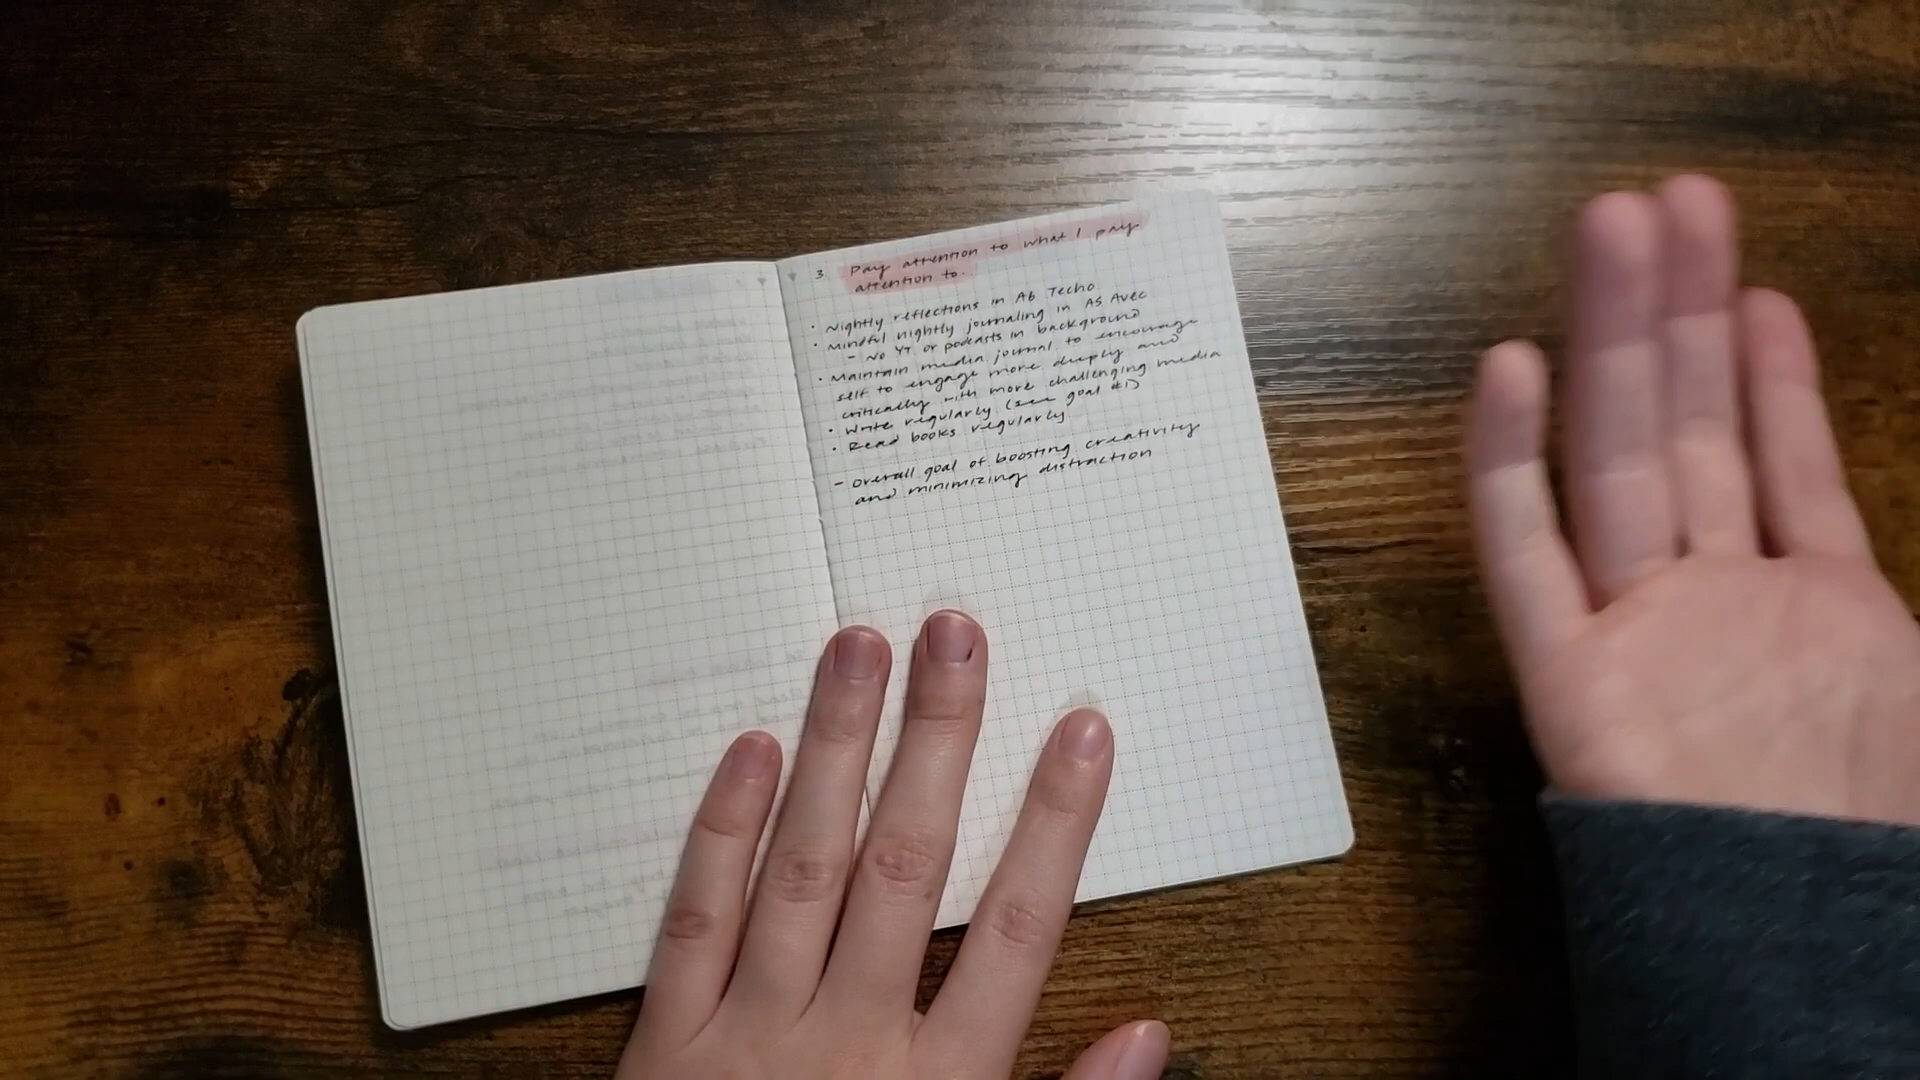 3 Pay attention to what I pay
attention to.
• Nightly reflections in A6 Techo
• Mindful nightly journaling in A5 Avec
- No YT or podcasts in background
• Maintain media journal to encourage
self to engage more deeply and
critically with more challenging media
• Write regularly (see goal #1)
• Read books regularly
- Overall goal of boosting creativity
and minimizing distraction